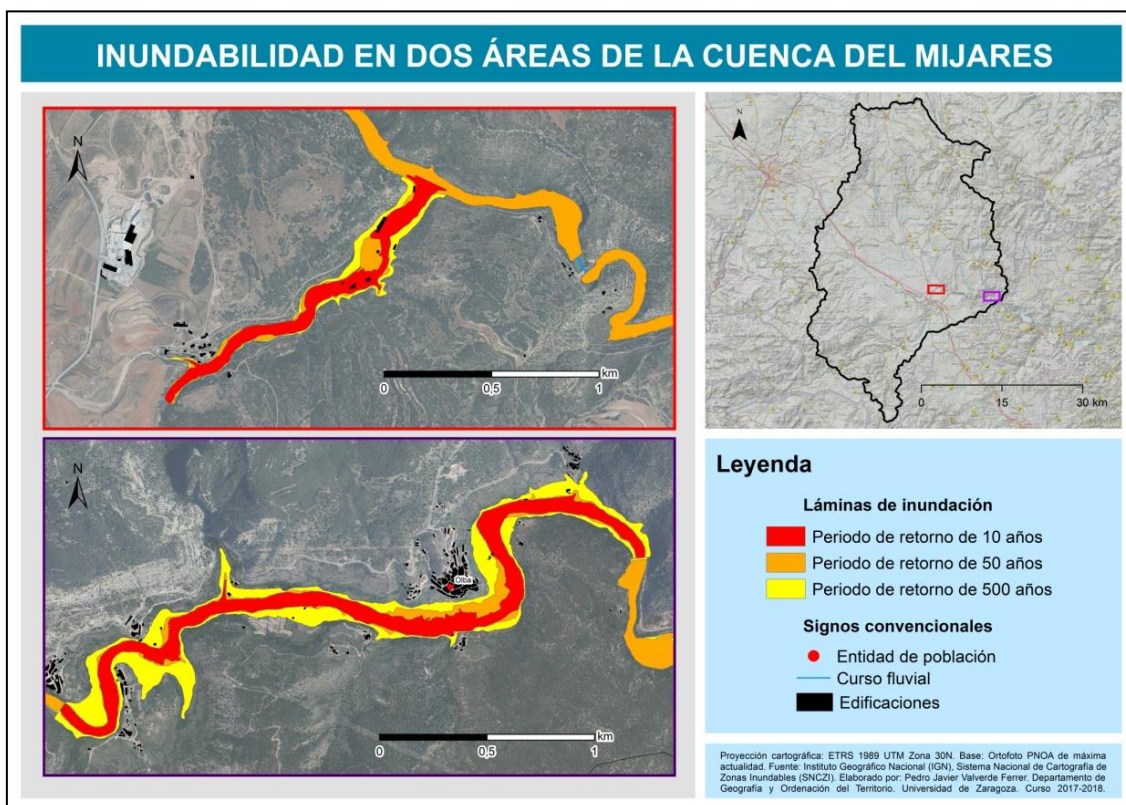 INUNDABILIDAD EN DOS ÁREAS DE LA CUENCA DEL MIJARES
N
km
0
0,5
1
N
Olba
km
0
0,5
1
N
0
15
30 km
Leyenda
Láminas de inundación
Periodo de retorno de 10 años
Periodo de retorno de 50 años
Periodo de retorno de 500 años
Signos convencionales
Entidad de población
Curso fluvial
Edificaciones
Proyección cartográfica: ETRS 1989 UTM Zona 30N. Base: Ortofoto PNOA de máxima
actualidad. Fuente: Instituto Geográfico Nacional (IGN), Sistema Nacional de Cartografía de
Zonas Inundables (SNCZI). Elaborado por: Pedro Javier Valverde Ferrer. Departamento de
Geografía y Ordenación del Territorio. Universidad de Zaragoza. Curso 2017-2018.